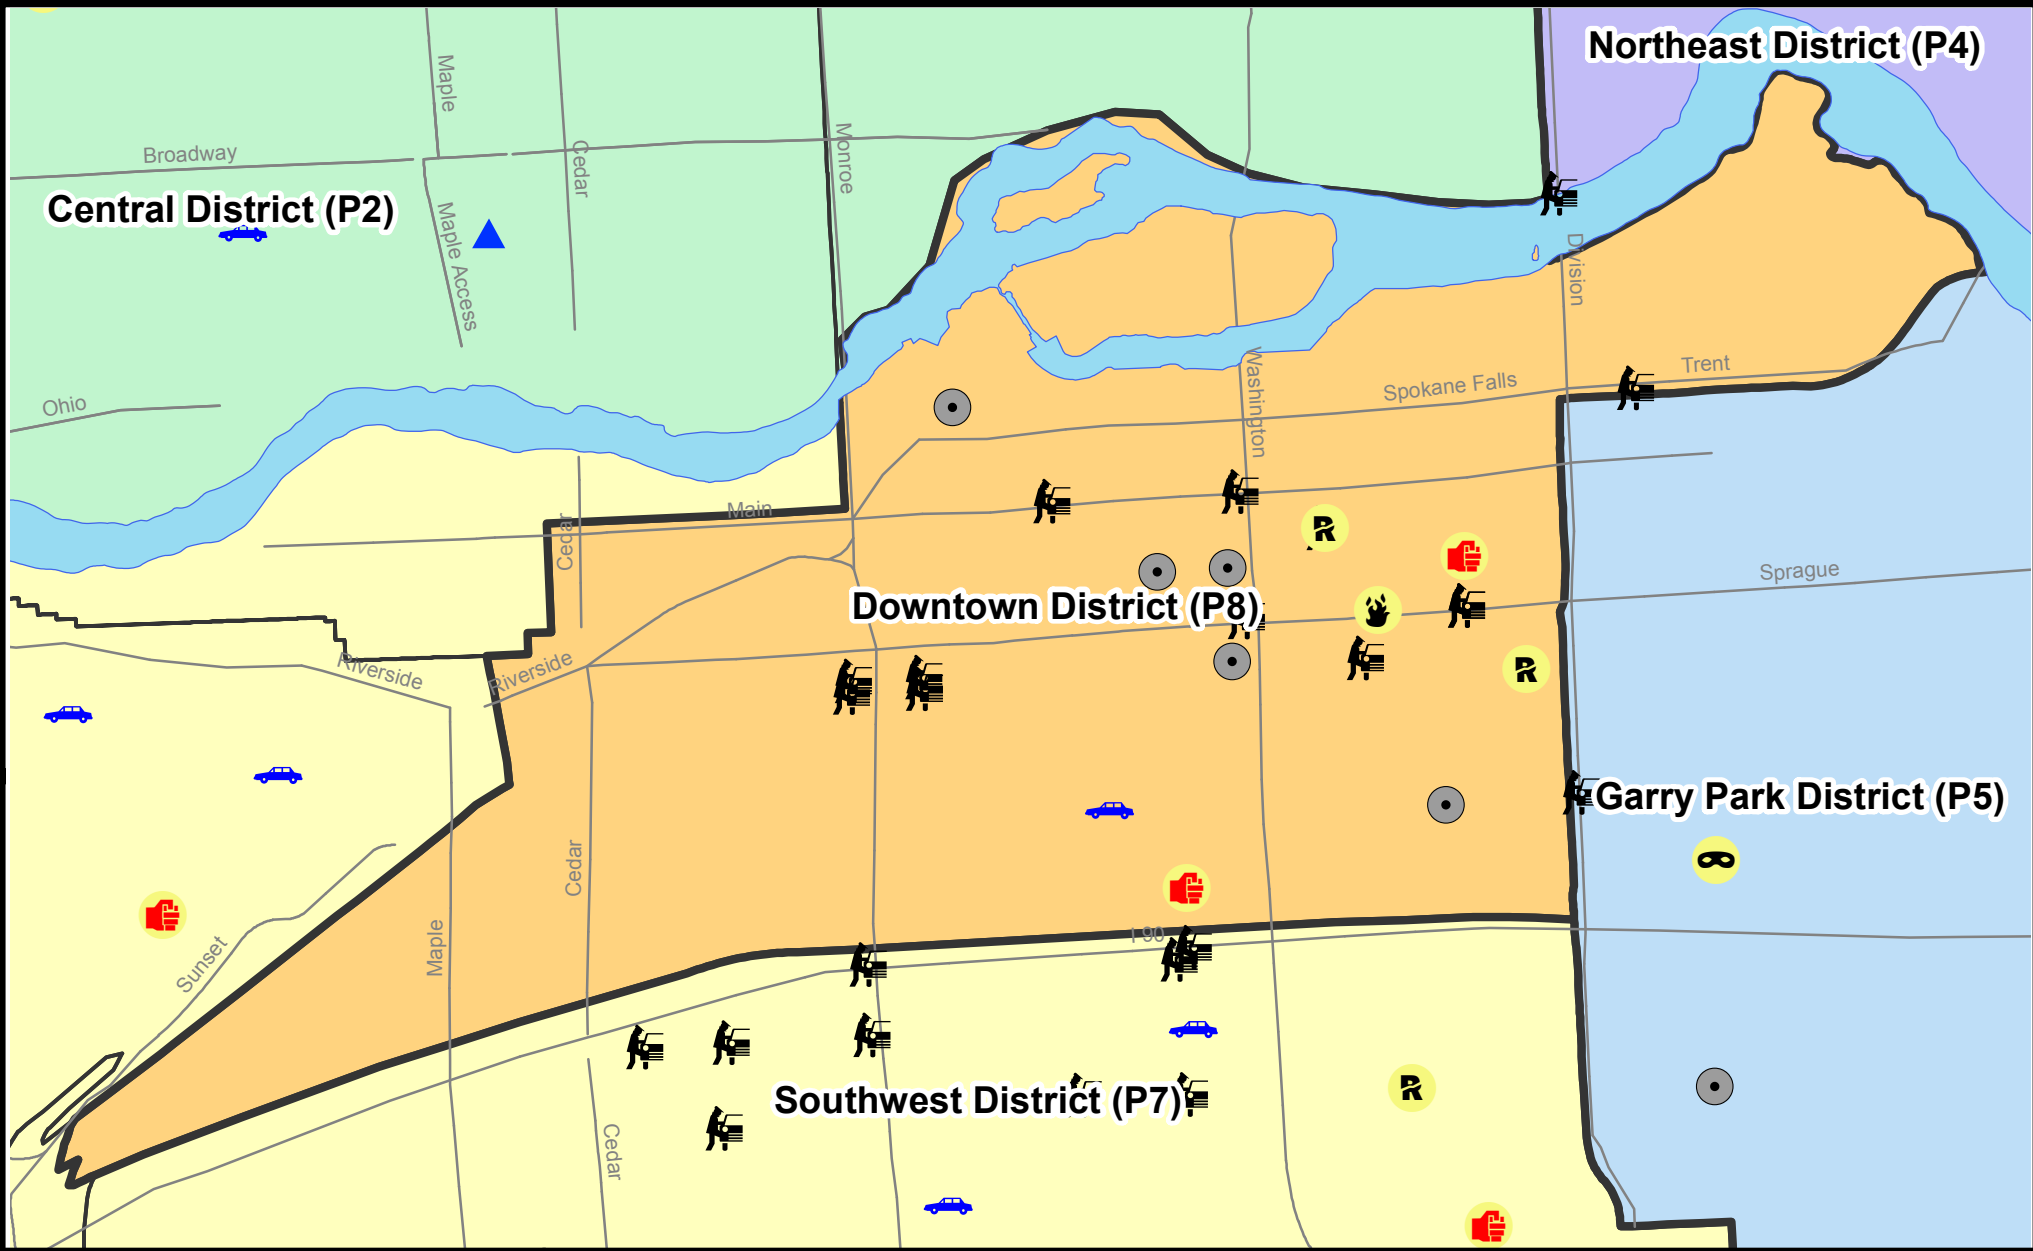 Northeast District (P4)
Maple
Monroe
Cedar
Broadway
Central District (P2)
Maple Access
Division
Washington
Trent
Spokane Falls
Ohio
Main
Cedar
Sprague
Downtown District (P8)
Riverside
Riverside
Garry Park District (P5)
Cedar
Maple
I-90
Sunset
Southwest District (P7)
Cedar
R
R
R